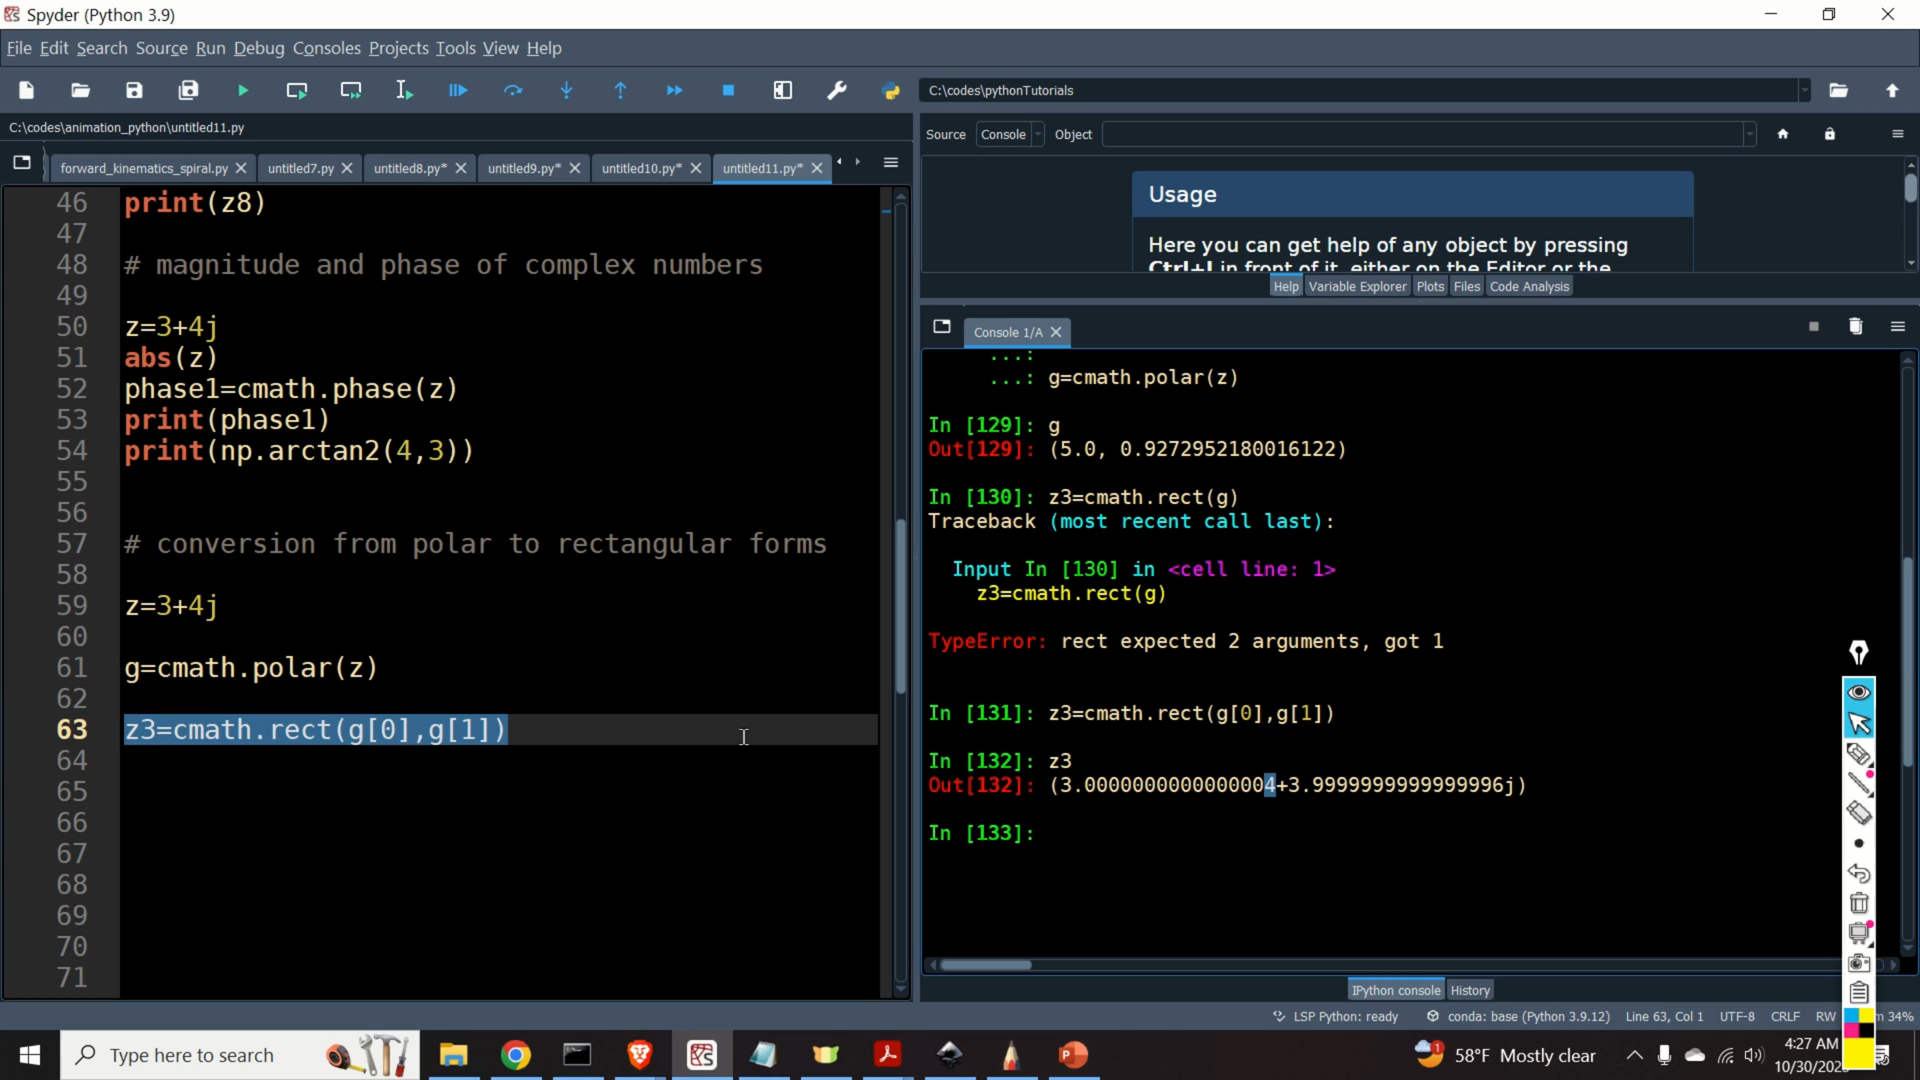 Spyder (Python 3.9)
File Edit Search Source Run Debug Consoles Projects Tools View Help
C:\codes\pythonTutorials
C:\codes\animation_python\untitled11.py
Source Console Object
forward_kinematics_spiral.py untitled7.py untitled8.py* untitled9.py* untitled10.py* untitled11.py*
Usage
Here you can get help of any object by pressing
Ctrl+I in front of it, either on the Editor or the
Help Variable Explorer Plots Files Code Analysis
46 print(z8)
47
48 # magnitude and phase of complex numbers
49
50 z=3+4j
51 abs(z)
52 phase1=cmath.phase(z)
53 print(phase1)
54 print(np.arctan2(4,3))
55
56
57 # conversion from polar to rectangular forms
58
59 z=3+4j
60
61 g=cmath.polar(z)
62
63 z3=cmath.rect(g[0],g[1])
64
65
66
67
68
69
70
71
Console 1/A
...:
...: g=cmath.polar(z)
In [129]: g
Out[129]: (5.0, 0.9272952180016122)
In [130]: z3=cmath.rect(g)
Traceback (most recent call last):
Input In [130] in <cell line: 1>
z3=cmath.rect(g)
TypeError: rect expected 2 arguments, got 1
In [131]: z3=cmath.rect(g[0],g[1])
In [132]: z3
Out[132]: (3.0000000000000004+3.9999999999999996j)
In [133]:
IPython console History
LSP Python: ready conda: base (Python 3.9.12) Line 63, Col 1 UTF-8 CRLF RW 34%
Type here to search
58°F Mostly clear
4:27 AM